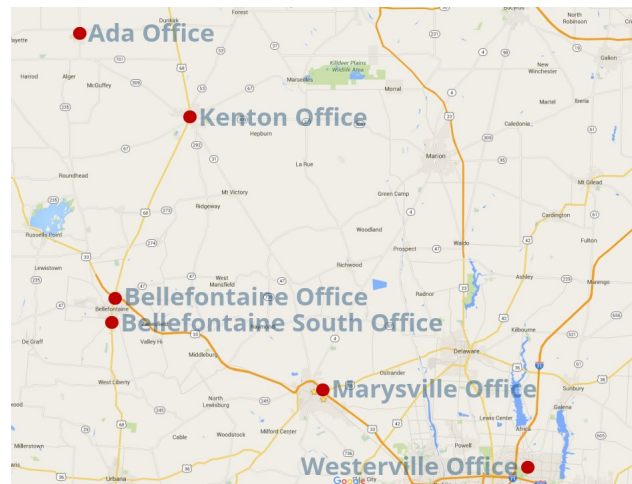 Dunkirk
Forest
North
Robinson
Ada Office
Galion
Harrod
Alger
McGuffey
Kildeer Plains
Wildlife Area
New
Winchester
Marseilles
Morral
Kenton Office
Martel
Iberia
Hepburn
Caledonia
Marion
La Rue
Roundhead
Mt Victory
Green Camp
Mt Gilead
Ridgeway
Cardington
Russells Point
Woodland
Prospect
Waldo
Fulton
Lewistown
West
Mansfield
Richwood
Ashley
Marengo
Radnor
Bellefontaine Office
Bellefontaine
Bellefontaine South Office
Kilbourne
De Graff
Valley Hi
Middleburg
Delaware
Ostrander
West Liberty
Marysville Office
Sunbury
North
Lewisburg
Galena
Lewis Center
Africa
Millerstown
Cable
Woodstock
Milford Center
Powell
Westerville Office
Urbana
Google
City